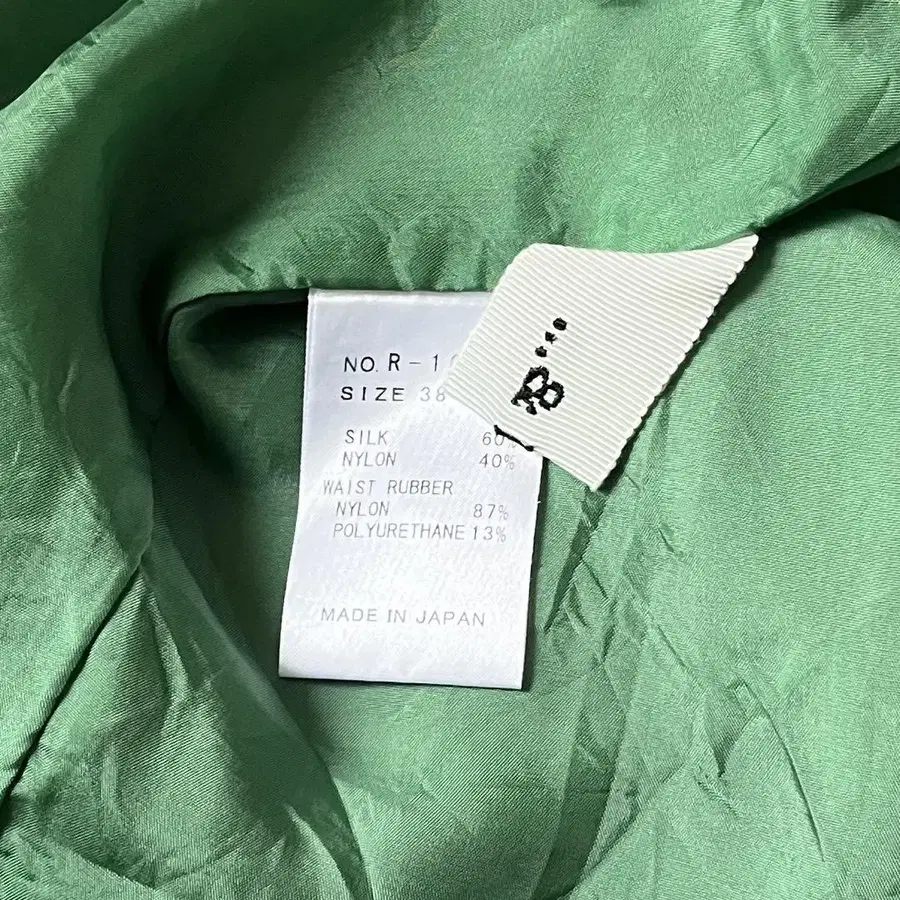 NO. R-1
SIZE 38
SILK 60%
NYLON 40%
WAIST RUBBER
NYLON 87%
POLYURETHANE 13%
MADE IN JAPAN